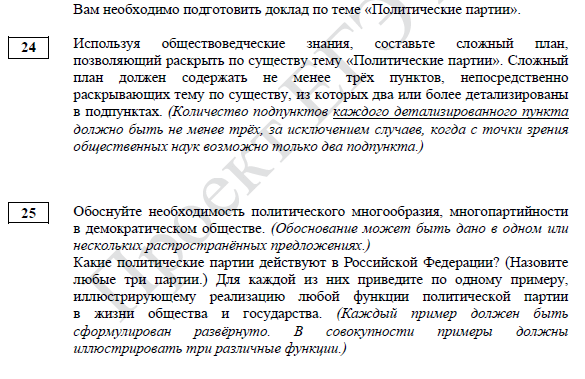 Вам необходимо подготовить доклад по теме «Политические партии».
24
Используя обществоведческие знания, составьте сложный план,
позволяющий раскрыть по существу тему «Политические партии». Сложный
план должен содержать не менее трёх пунктов, непосредственно
раскрывающих тему по существу, из которых два или более детализированы
в подпунктах. (Количество подпунктов каждого детализированного пункта
должно быть не менее трёх, за исключением случаев, когда с точки зрения
общественных наук возможно только два подпункта.)
25
Обоснуйте необходимость политического многообразия, многопартийности
в демократическом обществе. (Обоснование может быть дано в одном или
нескольких распространённых предложениях.)
Какие политические партии действуют в Российской Федерации? (Назовите
любые три партии.) Для каждой из них приведите по одному примеру,
иллюстрирующему реализацию любой функции политической партии
в жизни общества и государства. (Каждый пример должен быть
сформулирован развёрнуто. В совокупности примеры должны
иллюстрировать три различные функции.)
Проект ЕГЭ